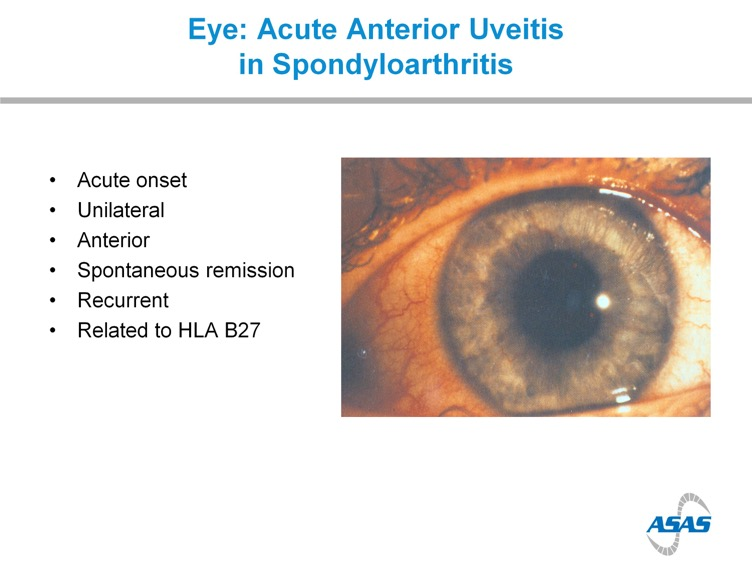 Eye: Acute Anterior Uveitis
in Spondyloarthritis
• Acute onset
• Unilateral
• Anterior
• Spontaneous remission
• Recurrent
• Related to HLA B27
ASAS